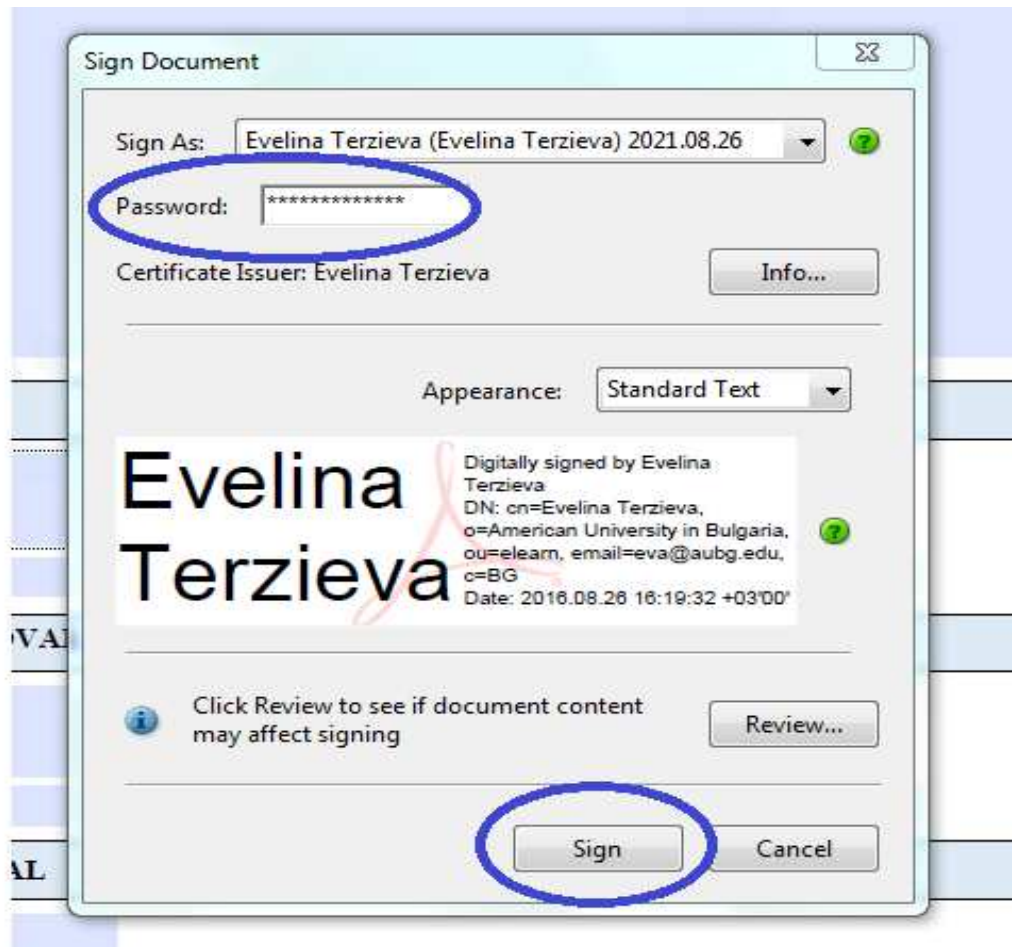 Sign Document
Sign As: Evelina Terzieva (Evelina Terzieva) 2021.08.26
Password: *************
Certificate Issuer: Evelina Terzieva
Info...
Appearance: Standard Text
Evelina
Terzieva
Digitally signed by Evelina
Terzieva
DN: cn=Evelina Terzieva,
o=American University in Bulgaria,
ou=elearn, email=eva@aubg.edu,
c=BG
Date: 2016.08.26 16:19:32 +03'00'
Click Review to see if document content
may affect signing
Review...
Sign
Cancel